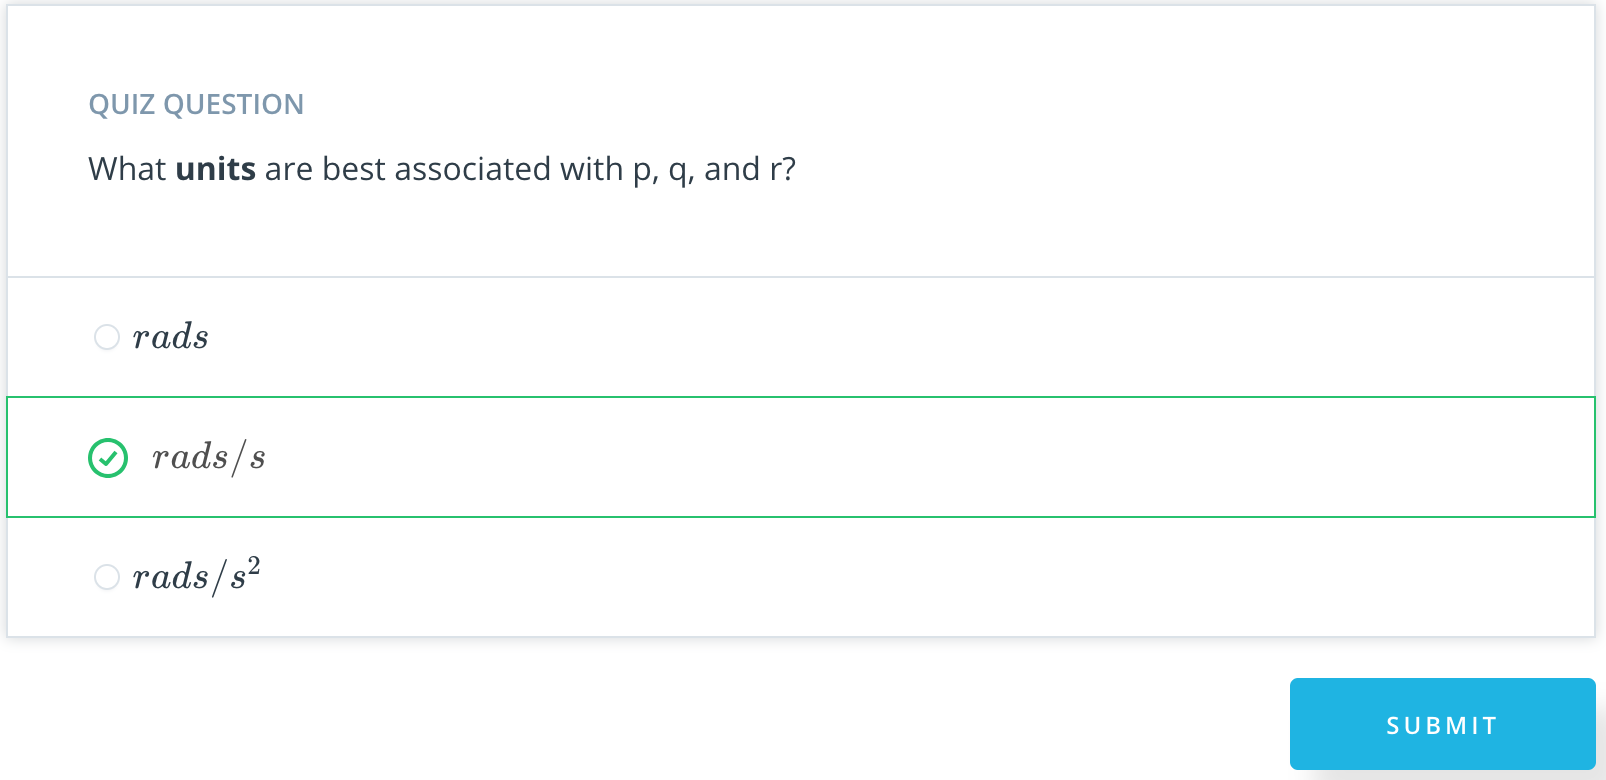 QUIZ QUESTION
What units are best associated with p, q, and r?
rads
rads/s
rads/s²
SUBMIT